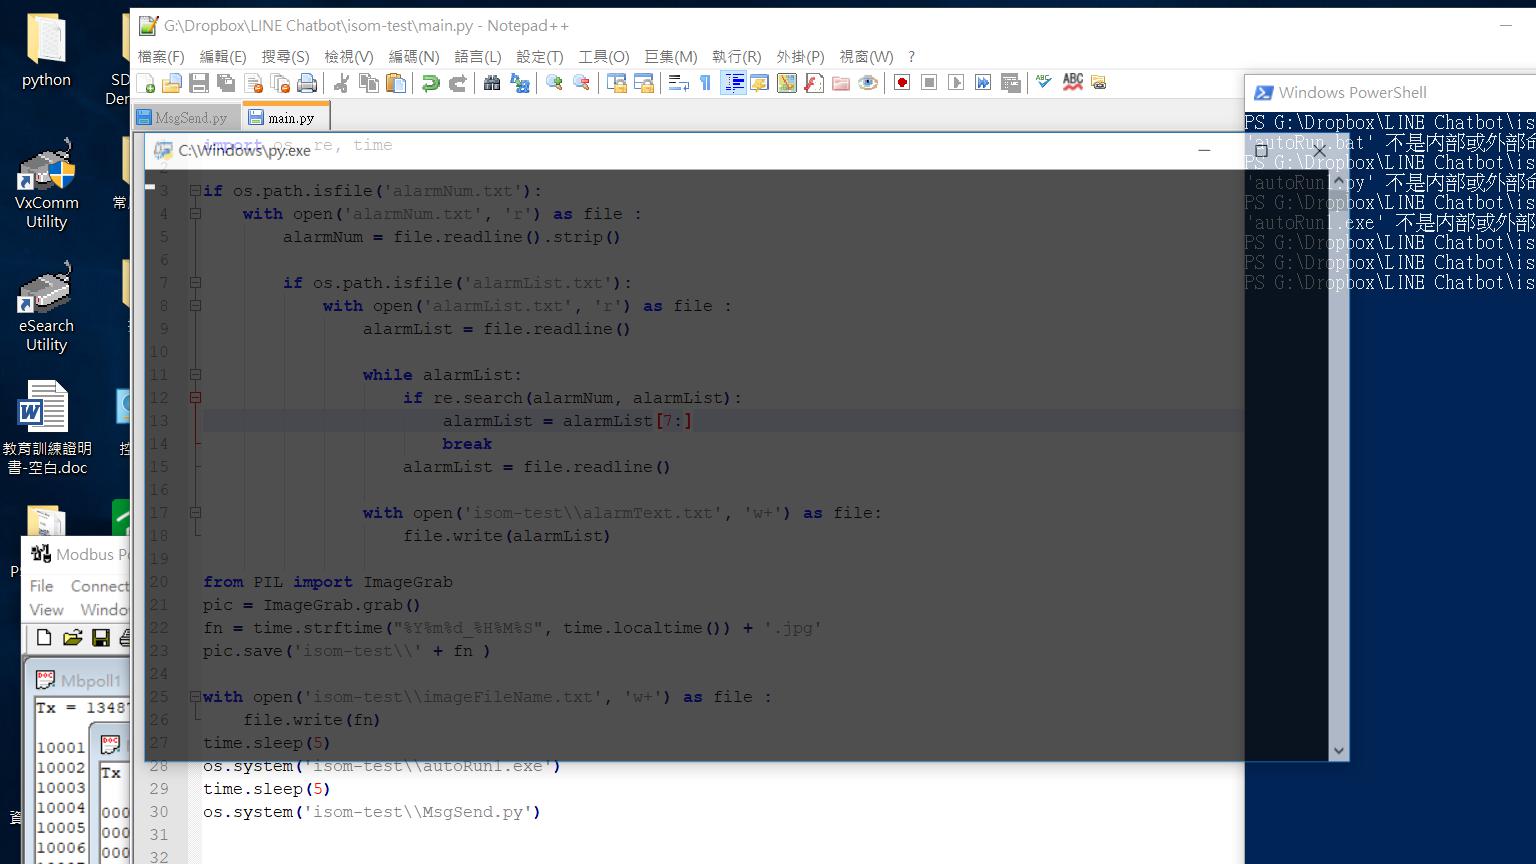 python
SD
Den
VxComm
Utility
常
eSearch
Utility
教育訓練證明
書-空白.doc
控
G:\Dropbox\LINE Chatbot\isom-test\main.py - Notepad++
檔案(F) 編輯(E) 搜尋(S) 檢視(V) 編碼(N) 語言(L) 設定(T) 工具(O) 巨集(M) 執行(R) 外掛(P) 視窗(W) ?
MsgSend.py main.py
C:\Windows\py.exe
import os, re, time
2
3 if os.path.isfile('alarmNum.txt'):
4 with open('alarmNum.txt', 'r') as file :
5 alarmNum = file.readline().strip()
6
7 if os.path.isfile('alarmList.txt'):
8 with open('alarmList.txt', 'r') as file :
9 alarmList = file.readline()
10
11 while alarmList:
12 if re.search(alarmNum, alarmList):
13 alarmList = alarmList[7:]
14 break
15 alarmList = file.readline()
16
17 with open('isom-test\\alarmText.txt', 'w+') as file:
18 file.write(alarmList)
19
20 from PIL import ImageGrab
21 pic = ImageGrab.grab()
22 fn = time.strftime("%Y%m%d_%H%M%S", time.localtime()) + '.jpg'
23 pic.save('isom-test\\' + fn )
24
25 with open('isom-test\\imageFileName.txt', 'w+') as file :
26 file.write(fn)
27 time.sleep(5)
28 os.system('isom-test\\autoRun1.exe')
29 time.sleep(5)
30 os.system('isom-test\\MsgSend.py')
31
32
Windows PowerShell
PS G:\Dropbox\LINE Chatbot\is
'autoRun.bat' 不是内部或外部命
PS G:\Dropbox\LINE Chatbot\is
'autoRun1.py' 不是内部或外部命
PS G:\Dropbox\LINE Chatbot\is
'autoRun1.exe' 不是内部或外部
PS G:\Dropbox\LINE Chatbot\is
PS G:\Dropbox\LINE Chatbot\is
PS G:\Dropbox\LINE Chatbot\is
Modbus Po
File Connect
View Windo
Mbpoll1
Tx = 1348
10001
10002
10003
10004
10005
10006
Tx
000
000
000
資